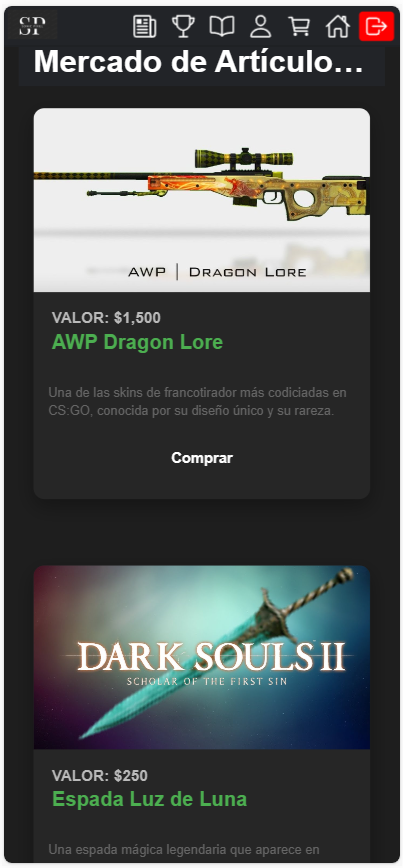 SP
Mercado de Artículo...
AWP | DRAGON LORE
VALOR: $1,500
AWP Dragon Lore
Una de las skins de francotirador más codiciadas en
CS:GO, conocida por su diseño único y su rareza.
Comprar
DARK SOULS II
SCHOLAR OF THE FIRST SIN
VALOR: $250
Espada Luz de Luna
Una espada mágica legendaria que aparece en